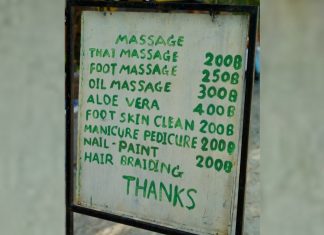 MASSAGE
THAI MASSAGE 200B
FOOT MASSAGE 250B
OIL MASSAGE 300B
ALOE VERA 400B
FOOT SKIN CLEAN 200B
MANICURE PEDICURE 200B
NAIL-PAINT 200B
HAIR BRAIDING
THANKS